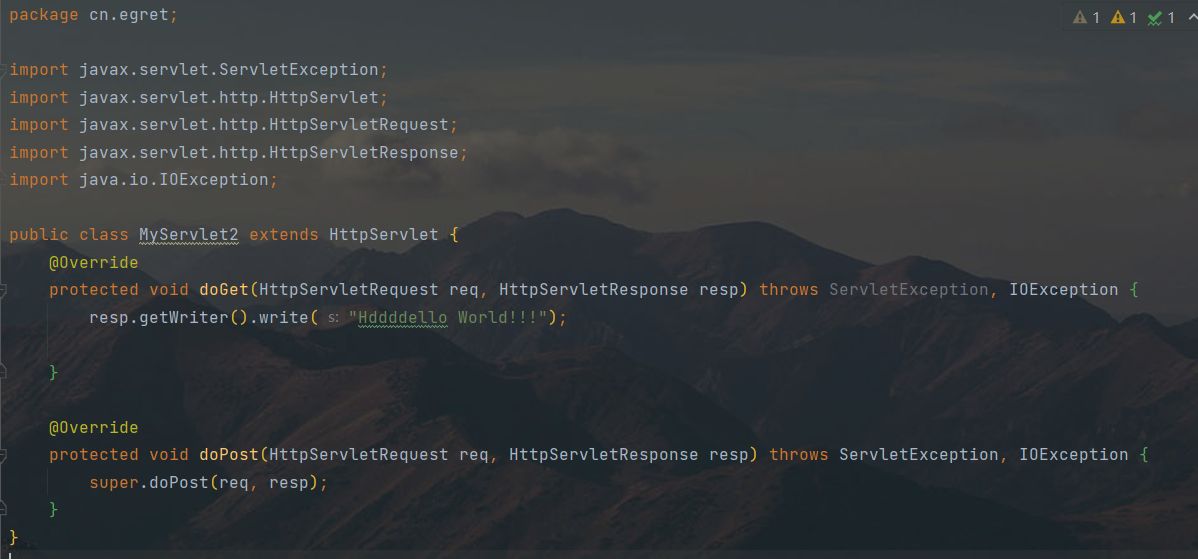 package cn.egret;
1 1 1
import javax.servlet.ServletException;
import javax.servlet.http.HttpServlet;
import javax.servlet.http.HttpServletRequest;
import javax.servlet.http.HttpServletResponse;
import java.io.IOException;
public class MyServlet2 extends HttpServlet {
@Override
protected void doGet(HttpServletRequest req, HttpServletResponse resp) throws ServletException, IOException {
resp.getWriter().write( s: "Hddddello World!!!");
}
@Override
protected void doPost(HttpServletRequest req, HttpServletResponse resp) throws ServletException, IOException {
super.doPost(req, resp);
}
}